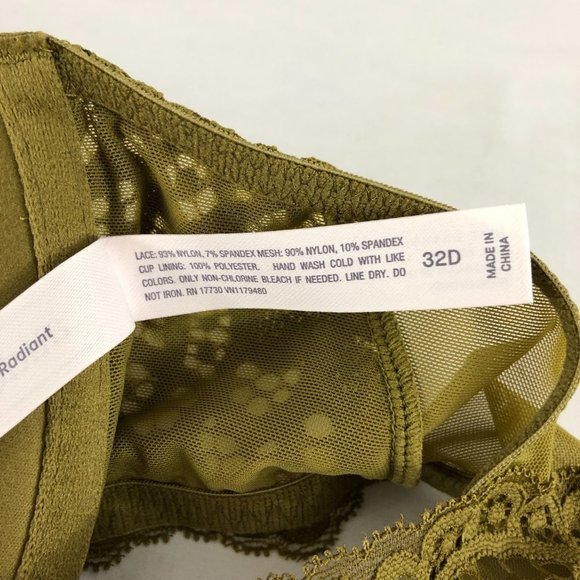 LACE: 93% NYLON, 7% SPANDEX MESH: 90% NYLON, 10% SPANDEX
CUP LINING: 100% POLYESTER. HAND WASH COLD WITH LIKE
COLORS. ONLY NON-CHLORINE BLEACH IF NEEDED. LINE DRY. DO
NOT IRON. RN 17730 VN1179480
32D
MADE IN
CHINA
Radiant